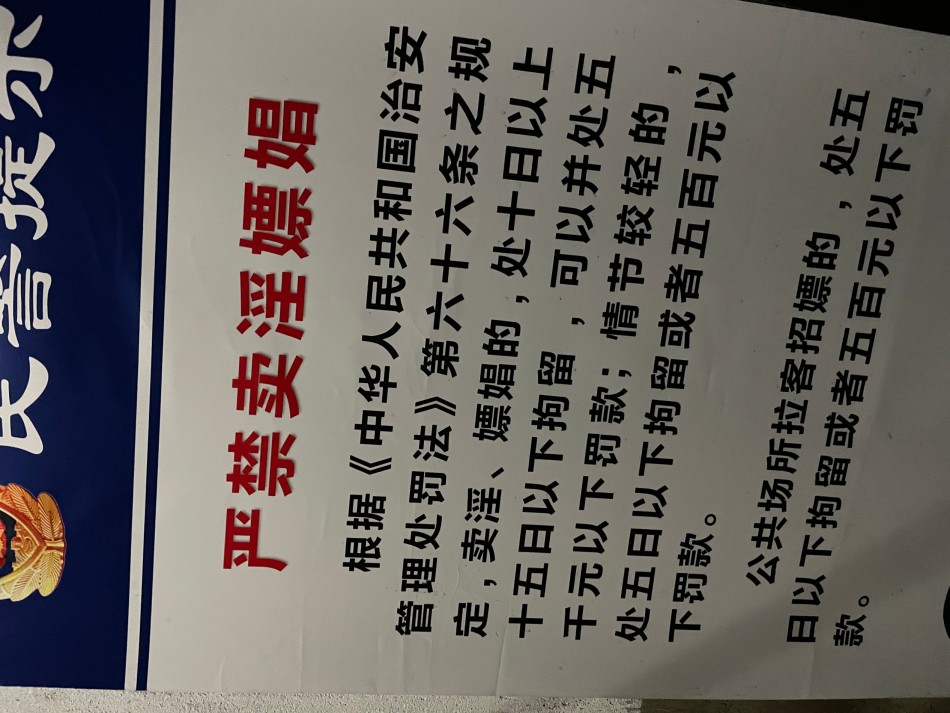 民警提示
严禁卖淫嫖娼
根据《中华人民共和国治安
管理处罚法》第六十六条之规
定，卖淫、嫖娼的，处十日以上
十五日以下拘留，可以并处五
千元以下罚款；情节较轻的，
处五日以下拘留或者五百元以
下罚款。
公共场所拉客招嫖的，处五
日以下拘留或者五百元以下罚
款。